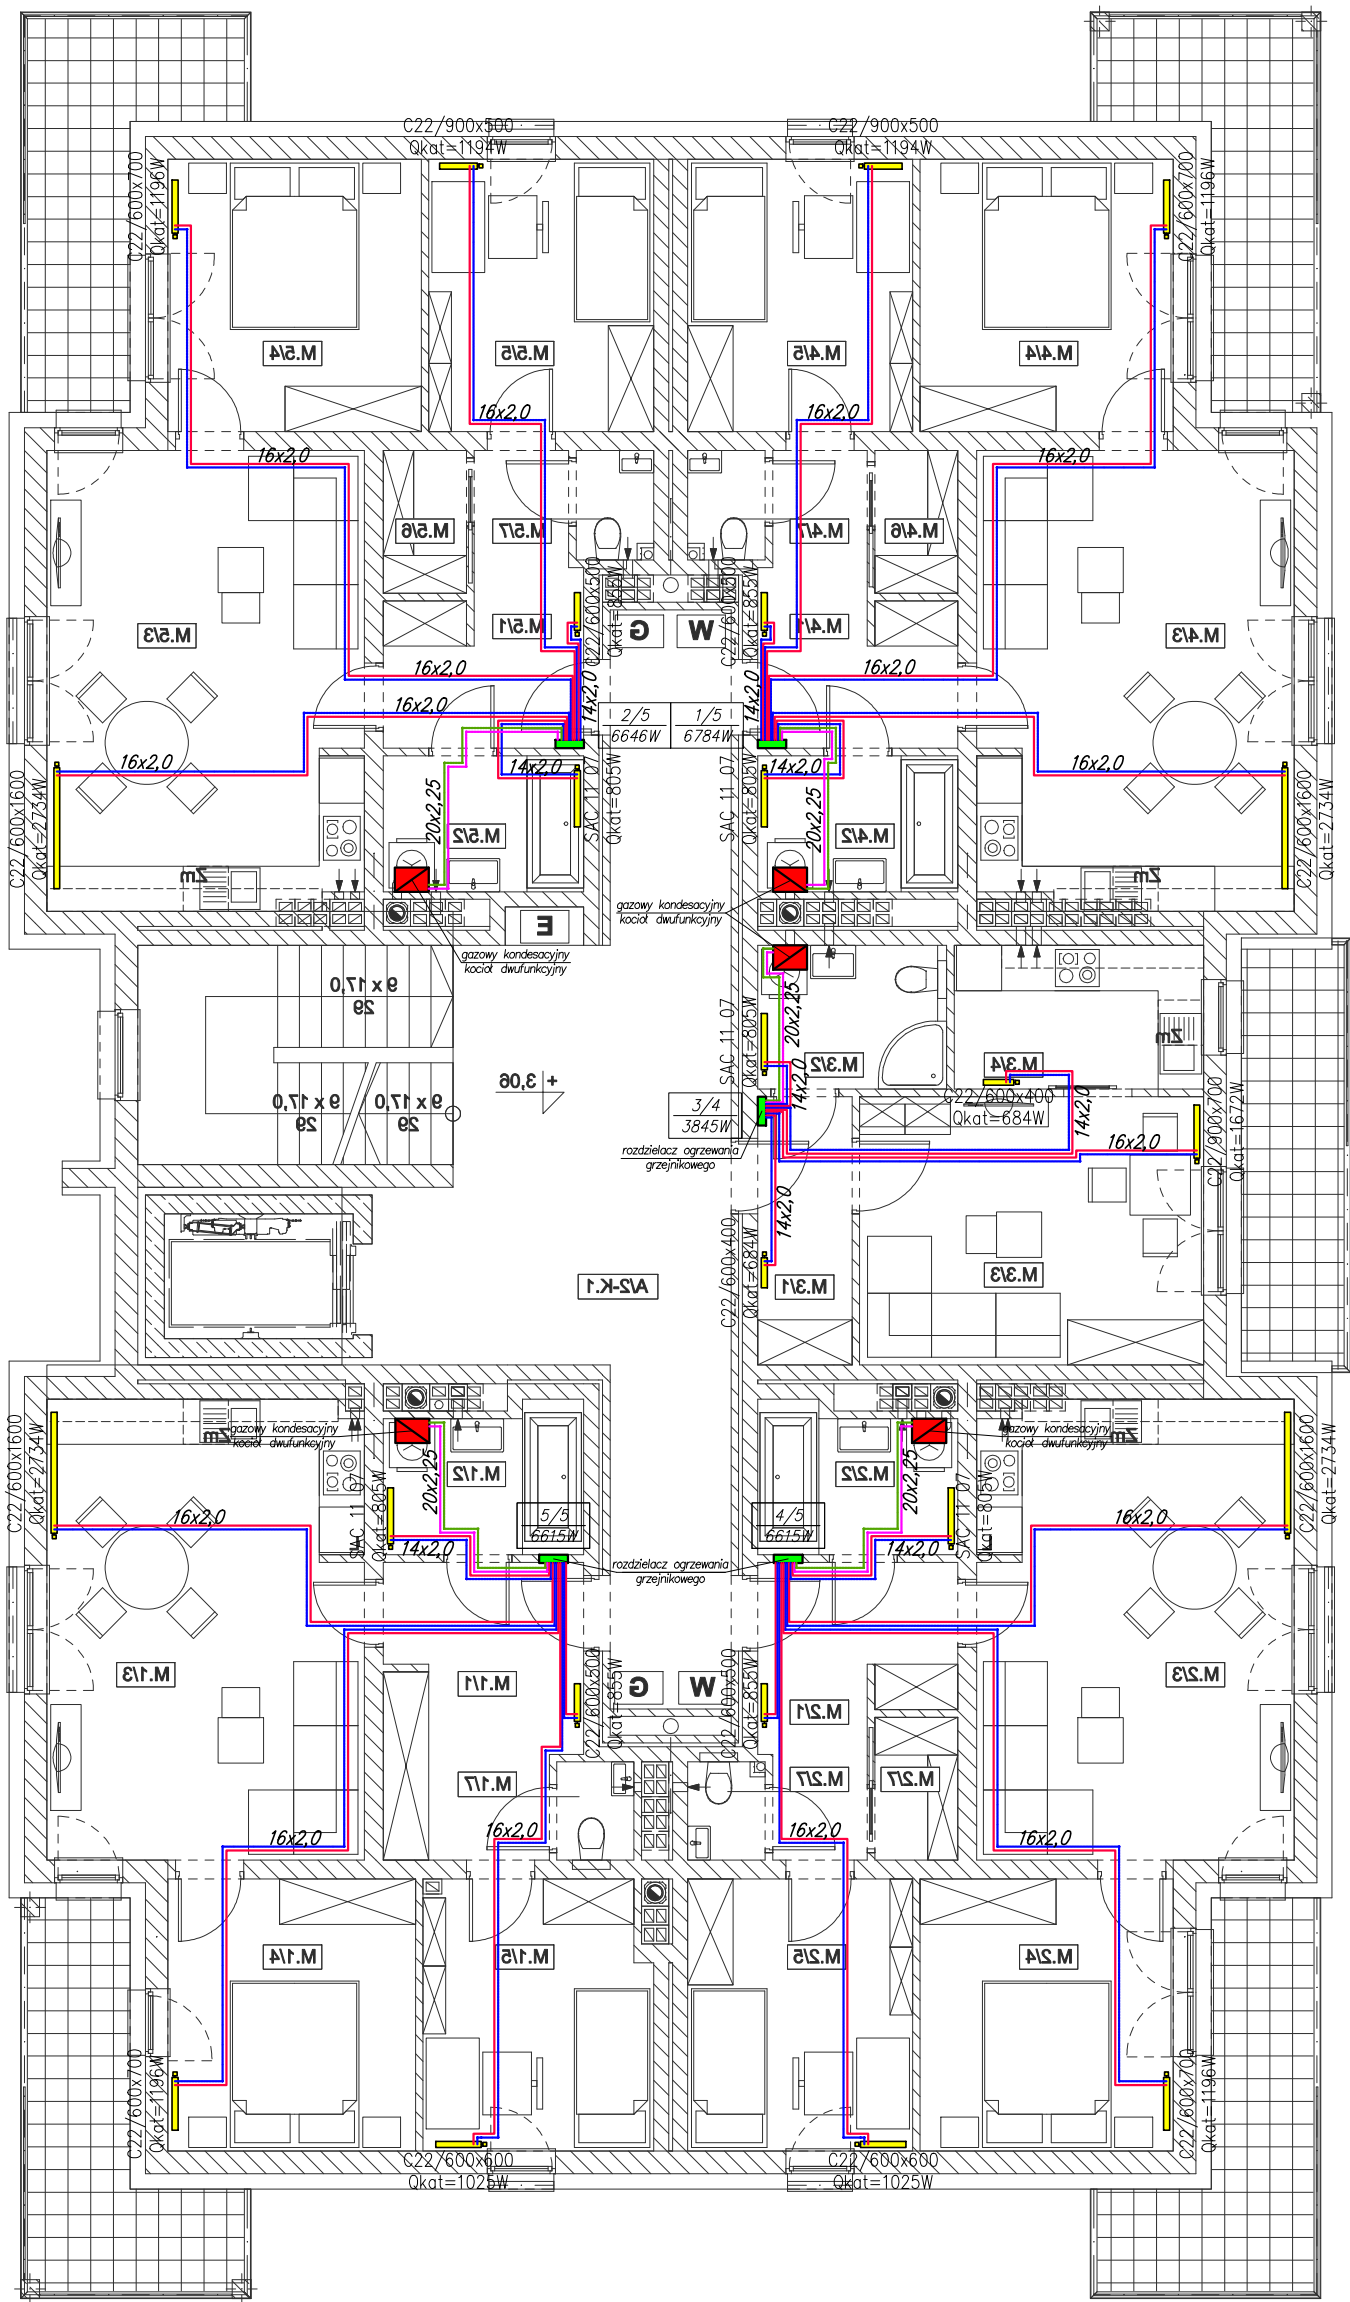 C22/900x500
Qkat=1194W
C22/900x500
Qkat=1194W
C22/600x700
Qkat=1196W
C22/600x700
Qkat=1196W
M.5/4
M.5/5
M.4/5
M.4/4
16x2,0
16x2,0
16x2,0
16x2,0
M.5/6
M.5/7
M.4/7
M.4/6
C22/600x500
Qkat=855W
C22/600x500
Qkat=855W
M.5/3
M.5/1
G
W
M.4/1
M.4/3
16x2,0
16x2,0
14x2,0
14x2,0
16x2,0
2/5
6646W
1/5
6784W
16x2,0
14x2,0
14x2,0
16x2,0
C22/600x1600
Qkat=2734W
20x2,25
M.5/2
SAC 11 07
Qkat=805W
SAC 11 07
Qkat=805W
20x2,25
M.4/2
C22/600x1600
Qkat=2734W
Zm
Zm
gazowy kondesacyjny
kocioł dwufunkcyjny
E
gazowy kondesacyjny
kocioł dwufunkcyjny
9 x 17,0
29
9 x 17,0
29
9 x 17,0
29
+ 3,06
SAC 11 07
Qkat=805W
20x2,25
M.3/2
M.3/4
Zm
14x2,0
C22/600x400
Qkat=684W
14x2,0
C22/900x700
Qkat=1672W
3/4
3845W
rozdzielacz ogrzewania
grzejnikowego
16x2,0
14x2,0
C22/600x400
Qkat=684W
A/2-K.1
M.3/1
M.3/3
C22/600x1600
Qkat=2734W
Zm
gazowy kondesacyjny
kocioł dwufunkcyjny
20x2,25
M.1/2
M.2/2
20x2,25
gazowy kondesacyjny
kocioł dwufunkcyjny
Zm
C22/600x1600
Qkat=2734W
16x2,0
SAC 11 07
Qkat=805W
14x2,0
5/5
6615W
4/5
6615W
14x2,0
SAC 11 07
Qkat=805W
16x2,0
rozdzielacz ogrzewania
grzejnikowego
M.1/3
M.1/1
C22/600x500
Qkat=855W
G
W
C22/600x500
Qkat=855W
M.2/1
M.2/3
M.1/7
M.2/7
M.2/7
16x2,0
16x2,0
16x2,0
16x2,0
M.1/4
M.1/5
M.2/5
M.2/4
C22/600x700
Qkat=1196W
C22/600x700
Qkat=1196W
C22/600x600
Qkat=1025W
C22/600x600
Qkat=1025W